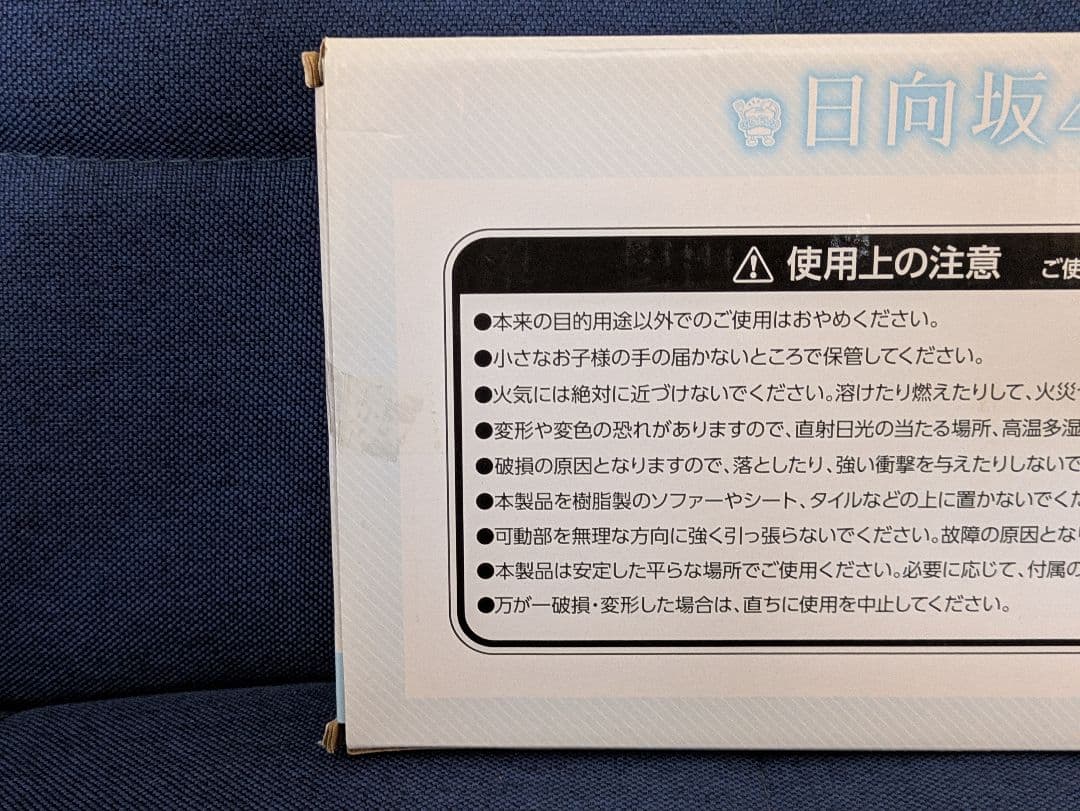 日向坂
使用上の注意 ご使
●本来の目的用途以外でのご使用はおやめください。
●小さなお子様の手の届かないところで保管してください。
●火気には絶対に近づけないでください。溶けたり燃えたりして、火災
●変形や変色の恐れがありますので、直射日光の当たる場所、高温多湿
●破損の原因となりますので、落としたり、強い衝撃を与えたりしないで
●本製品を樹脂製のソファーやシート、タイルなどの上に置かないでくだ
●可動部を無理な方向に強く引っ張らないでください。故障の原因とな
●本製品は安定した平らな場所でご使用ください。必要に応じて、付属の
●万が一破損・変形した場合は、直ちに使用を中止してください。